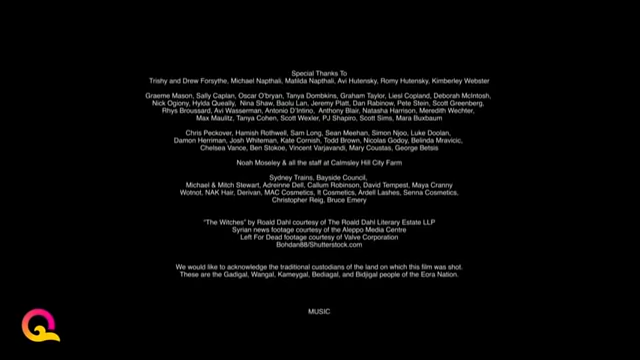 Special Thanks To
Trishy and Drew Forsythe, Michael Napthali, Matilda Napthali, Avi Hutensky, Romy Hutensky, Kimberley Webster
Graeme Mason, Sally Caplan, Oscar O'bryan, Tanya Dombkins, Graham Taylor, Liesl Copland, Deborah McIntosh,
Nick Ogiony, Hylda Queally, Nina Shaw, Baolu Lan, Jeremy Platt, Dan Rabinow, Pete Stein, Scott Greenberg,
Rhys Broussard, Avi Wasserman, Antonio D'Intino, Anthony Blair, Natasha Harrison, Meredith Wechter,
Max Maulitz, Tanya Cohen, Scott Wexler, PJ Shapiro, Scott Sims, Mara Buxbaum
Chris Peckover, Hamish Rothwell, Sam Long, Sean Meehan, Simon Njoo, Luke Doolan,
Damon Herriman, Josh Whiteman, Kate Cornish, Todd Brown, Nicolas Godoy, Belinda Mravicic,
Chelsea Vance, Ben Stokoe, Vincent Varjavandi, Mary Coustas, George Betsis
Noah Moseley & all the staff at Calmsley Hill City Farm
Sydney Trains, Bayside Council,
Michael & Mitch Stewart, Adreinne Dell, Callum Robinson, David Tempest, Maya Cranny
Wotnot, NAK Hair, Derivan, MAC Cosmetics, It Cosmetics, Ardell Lashes, Senna Cosmetics,
Christopher Reig, Bruce Emery
"The Witches" by Roald Dahl courtesy of The Roald Dahl Literary Estate LLP
Syrian news footage courtesy of the Aleppo Media Centre
Left For Dead footage courtesy of Valve Corporation
Bohdan88/Shutterstock.com
We would like to acknowledge the traditional custodians of the land on which this film was shot.
These are the Gadigal, Wangal, Kameygal, Bediagal, and Bidjigal people of the Eora Nation.
MUSIC